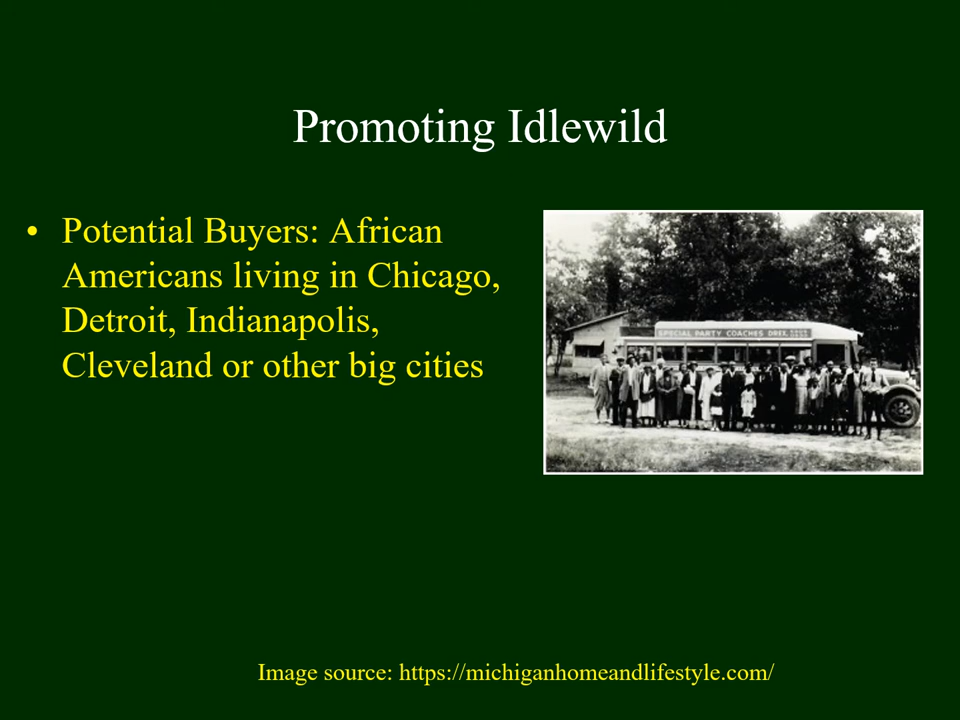 Promoting Idlewild
• Potential Buyers: African
Americans living in Chicago,
Detroit, Indianapolis,
Cleveland or other big cities
SPECIAL PARTY COACHES
Image source: https://michiganhomeandlifestyle.com/